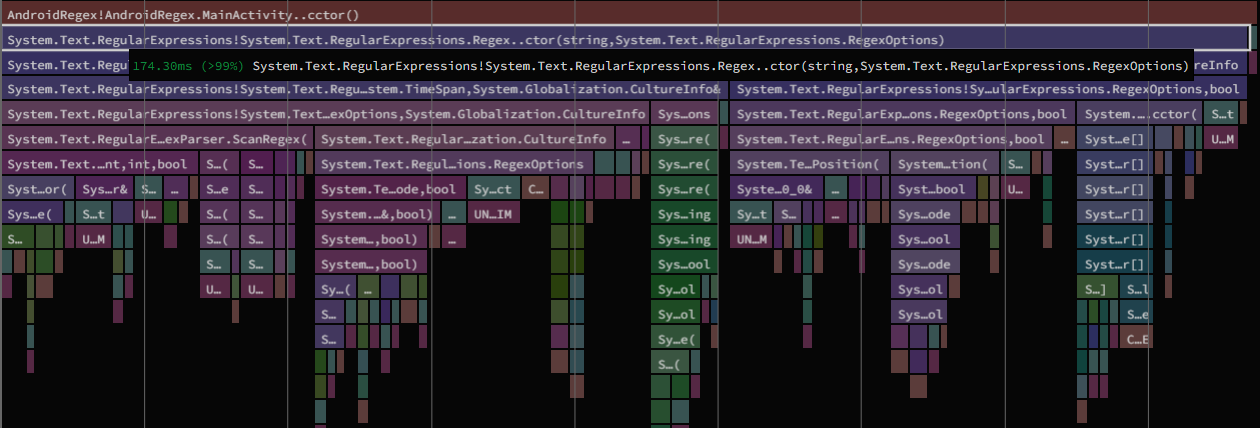 AndroidRegex!AndroidRegex.MainActivity..cctor()
System.Text.RegularExpressions!System.Text.RegularExpressions.Regex..ctor(string,System.Text.RegularExpressions.RegexOptions)
System.Text.Regu 174.30ms (>99%) System.Text.RegularExpressions!System.Text.RegularExpressions.Regex..ctor(string,System.Text.RegularExpressions.RegexOptions) reInfo
System.Text.RegularExpressions!System.Text.Regu…stem.TimeSpan,System.Globalization.CultureInfo& System.Text.RegularExpressions!Sy…ularExpressions.RegexOptions,bool
System.Text.RegularExpressions!System.Text.Regu…exOptions,System.Globalization.CultureInfo Sys…ons System.Text.RegularExp…ons.RegexOptions,bool System.…..cctor( S…t
System.Text.RegularE…exParser.ScanRegex( System.Text.Regular…zation.CultureInfo … Sys…re( System.Text.RegularE…ns.RegexOptions,bool … Syst…e[] U…M
System.Text.…nt,int,bool S…( S… System.Text.Regul…ions.RegexOptions Sys…re( System.Te…Position( System…tion( S… Syst…r[]
Syst…or( Sys…r& S… … S…e S… System.Te…ode,bool Sy…ct C… Sys…re( Syste…0_0& … Syst…bool U… Syst…r[]
Sys…e( S…t U… S…( S… System.…&,bool) … UN…IM Sys…ing Sy…t S… … Sys…ode Syst…r[]
S… U…M S…( S… System…,bool) … Sys…ing UN…M Sys…ool Syst…r[]
S… S… System…,bool) Sys…ool Sys…ode Syst…r[]
U… U… Sy…( … Sy…ol Sys…ol S…] S…l
S… Sy…ol Sys…ol S…e
S… Sy…e( C…E
S…(